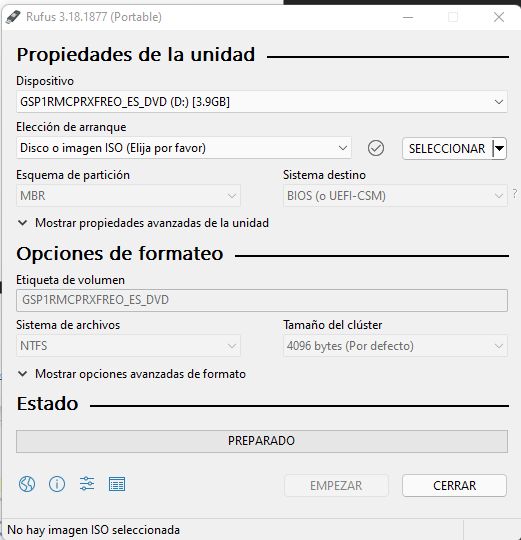 Rufus 3.18.1877 (Portable)
Propiedades de la unidad
Dispositivo
GSP1RMCPRXFREO_ES_DVD (D:) [3.9GB]
Elección de arranque
Disco o imagen ISO (Elija por favor)
SELECCIONAR
Esquema de partición
Sistema destino
MBR
BIOS (o UEFI-CSM)
?
Mostrar propiedades avanzadas de la unidad
Opciones de formateo
Etiqueta de volumen
GSP1RMCPRXFREO_ES_DVD
Sistema de archivos
Tamaño del clúster
NTFS
4096 bytes (Por defecto)
Mostrar opciones avanzadas de formato
Estado
PREPARADO
EMPEZAR
CERRAR
No hay imagen ISO seleccionada